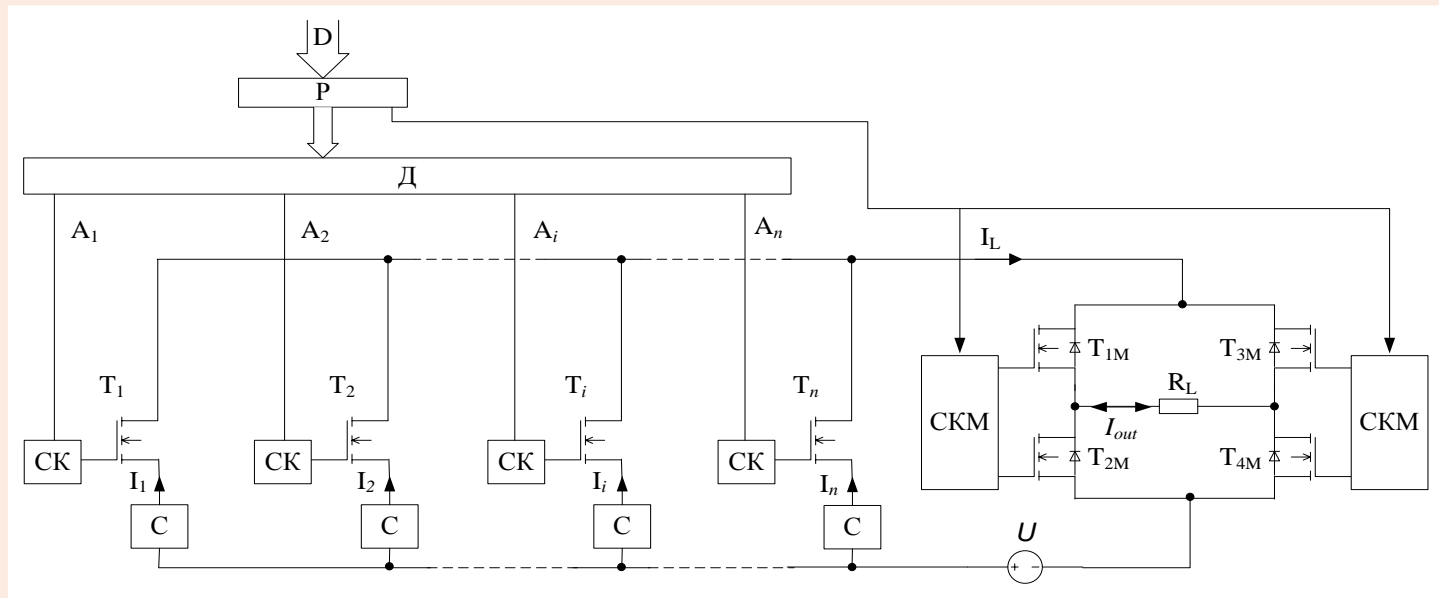 D
Р
Д
A1 A2 Ai An
IL
T1 T2 Ti Tn
T1M T3M
RL
СКМ СКМ
Iout
СК СК СК СК
T2M T4M
I1 I2 Ii In
С С С С
U
+ -